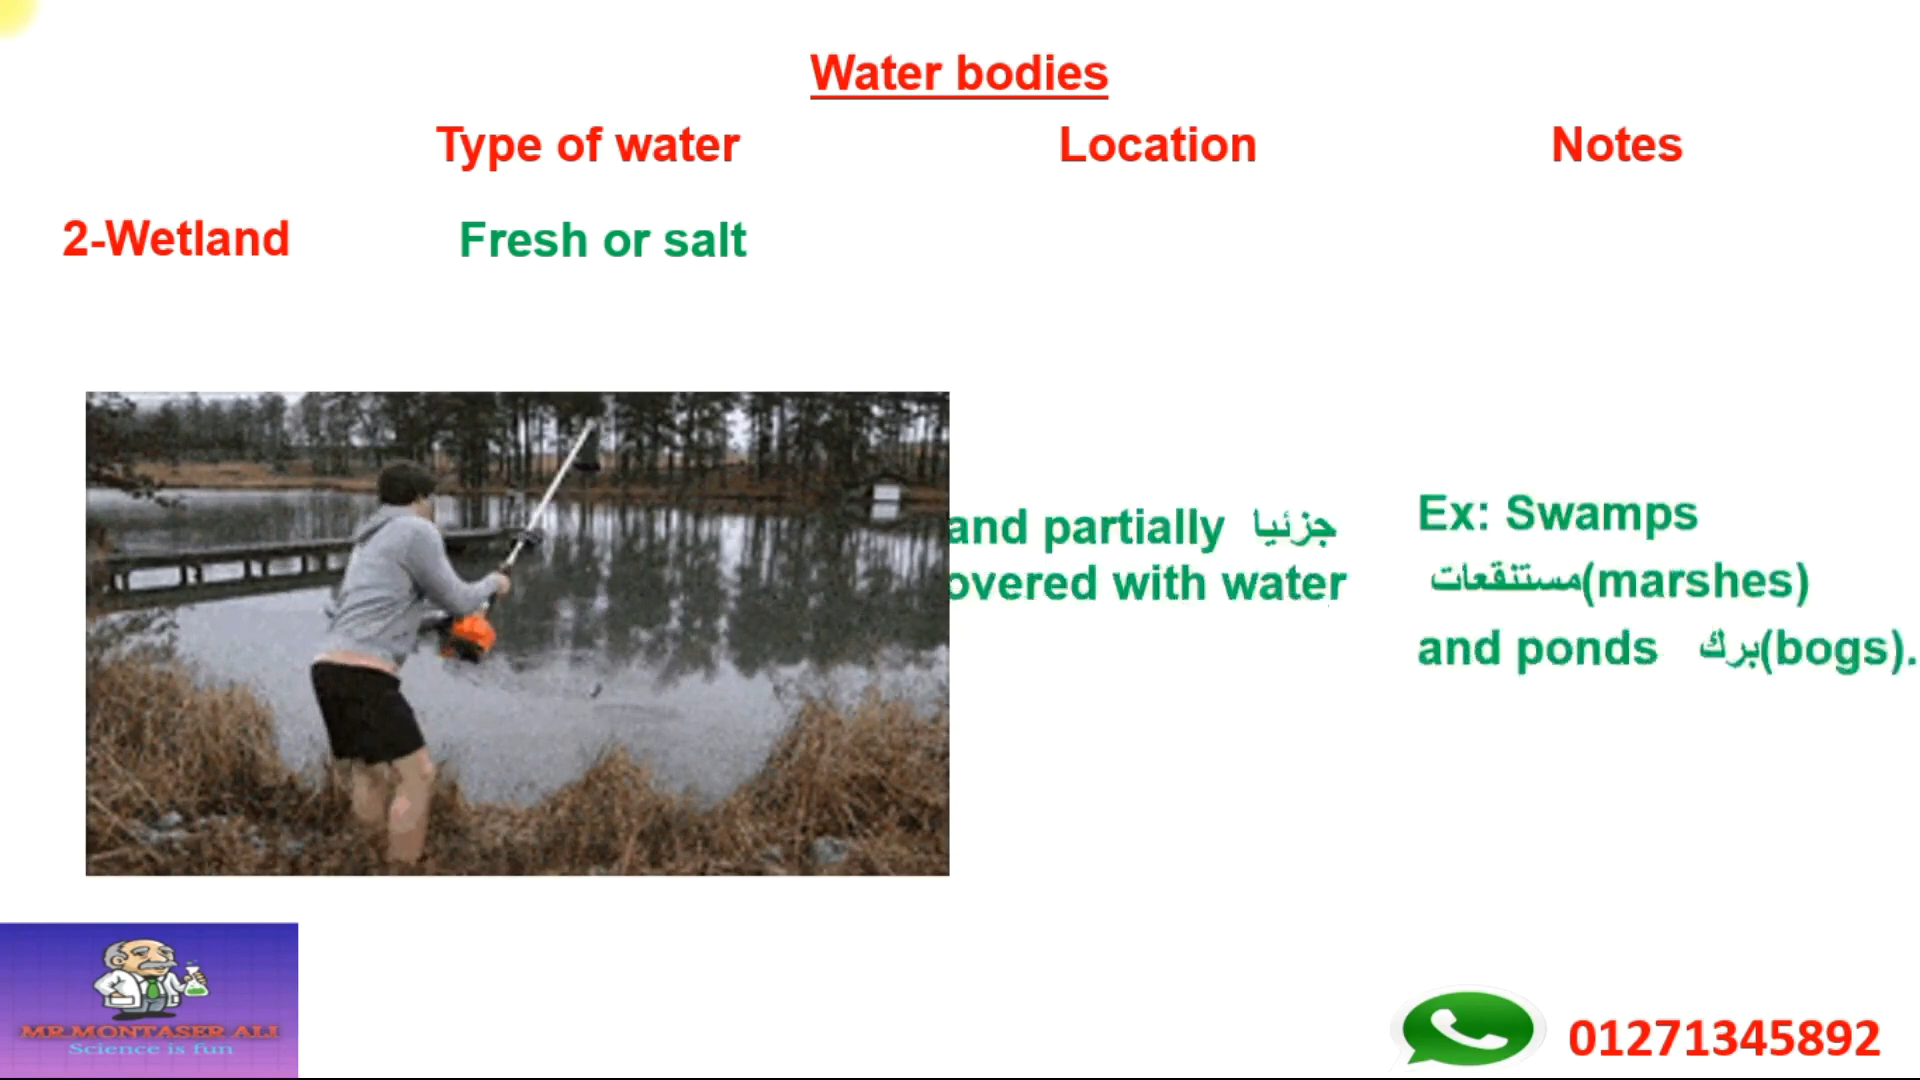 Water bodies
Type of water Location Notes
2-Wetland Fresh or salt
and partially جزئيا
overed with water
Ex: Swamps
مستنقعات(marshes)
and ponds برك(bogs).
MR.MONTASER ALI
Science is fun
01271345892